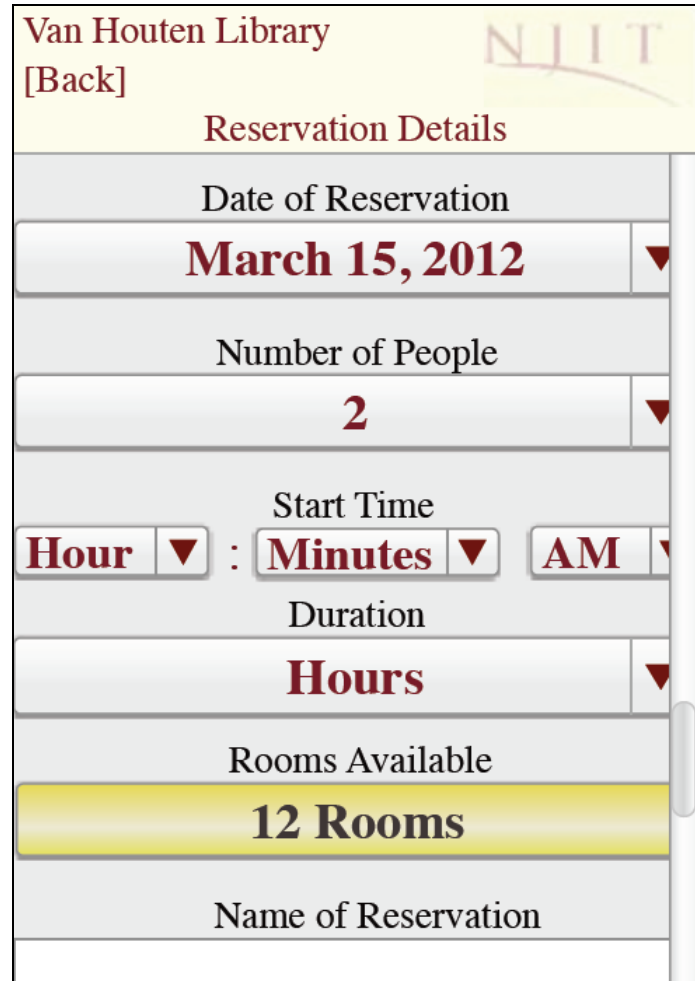 Van Houten Library
NJIT
[Back]
Reservation Details
Date of Reservation
March 15, 2012
Number of People
2
Start Time
Hour : Minutes AM
Duration
Hours
Rooms Available
12 Rooms
Name of Reservation